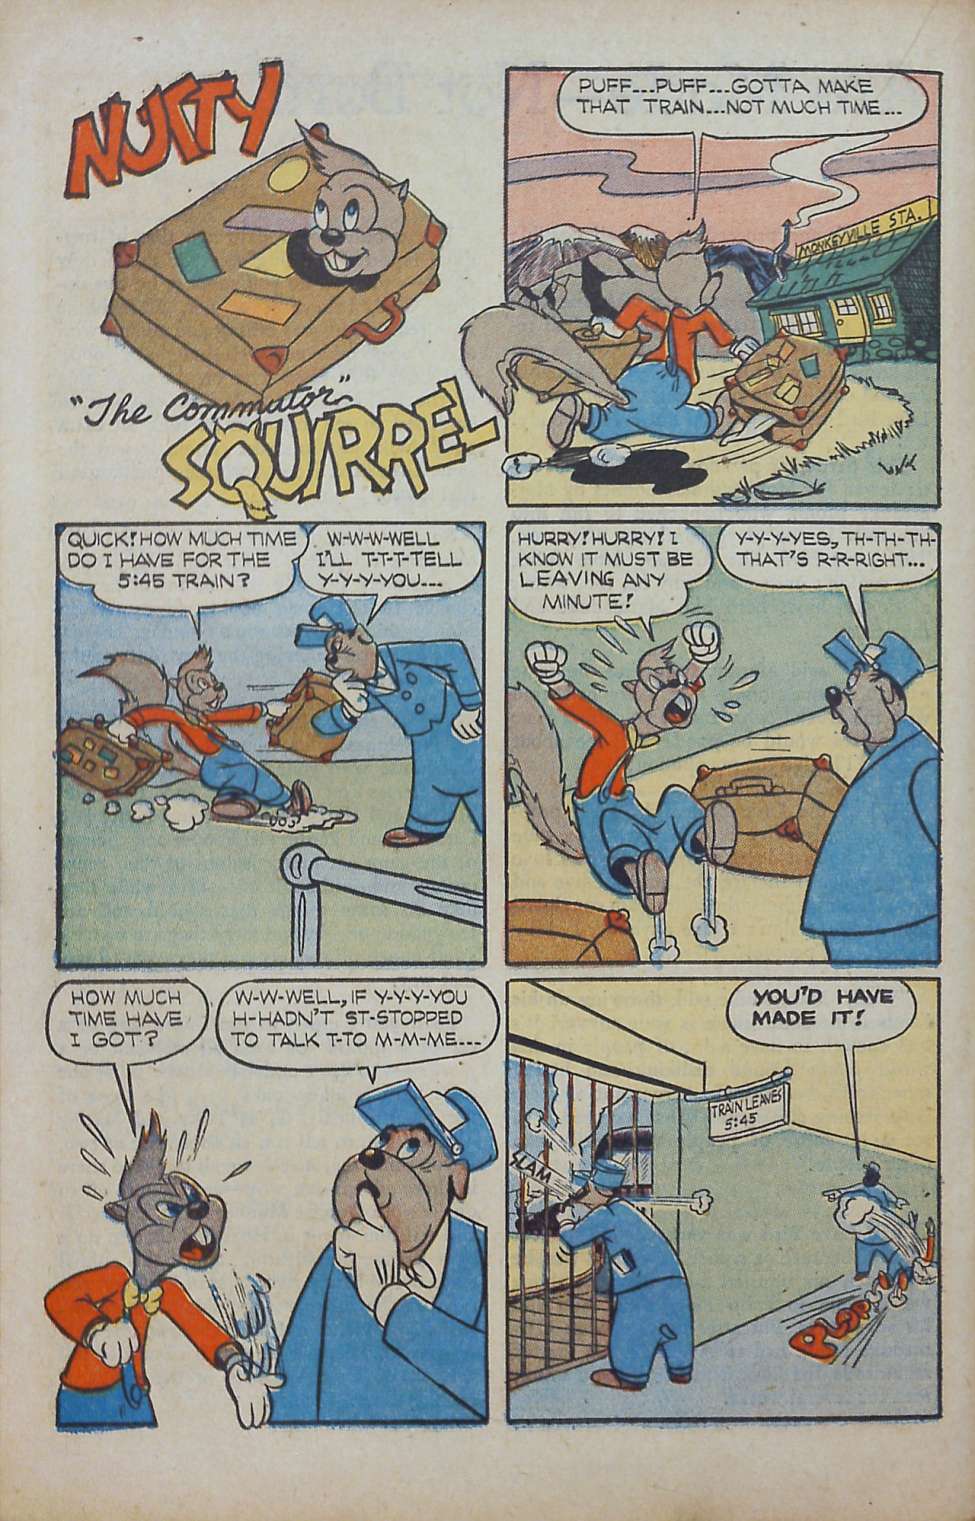 NUTTY
"The Commutor"
SQUIRREL
PUFF...PUFF...GOTTA MAKE
THAT TRAIN...NOT MUCH TIME...
MONKEYVILLE STA.
QUICK! HOW MUCH TIME
DO I HAVE FOR THE
5:45 TRAIN?
W-W-W-WELL
I'LL T-T-T-TELL
Y-Y-Y-YOU...
HURRY! HURRY! I
KNOW IT MUST BE
LEAVING ANY
MINUTE!
Y-Y-Y-YES, TH-TH-TH-
THAT'S R-R-RIGHT...
HOW MUCH
TIME HAVE
I GOT?
W-W-WELL, IF Y-Y-Y-YOU
H-HADN'T ST-STOPPED
TO TALK T-TO M-M-ME...
YOU'D HAVE
MADE IT!
TRAIN LEAVES
5:45
SLAM
PLOP